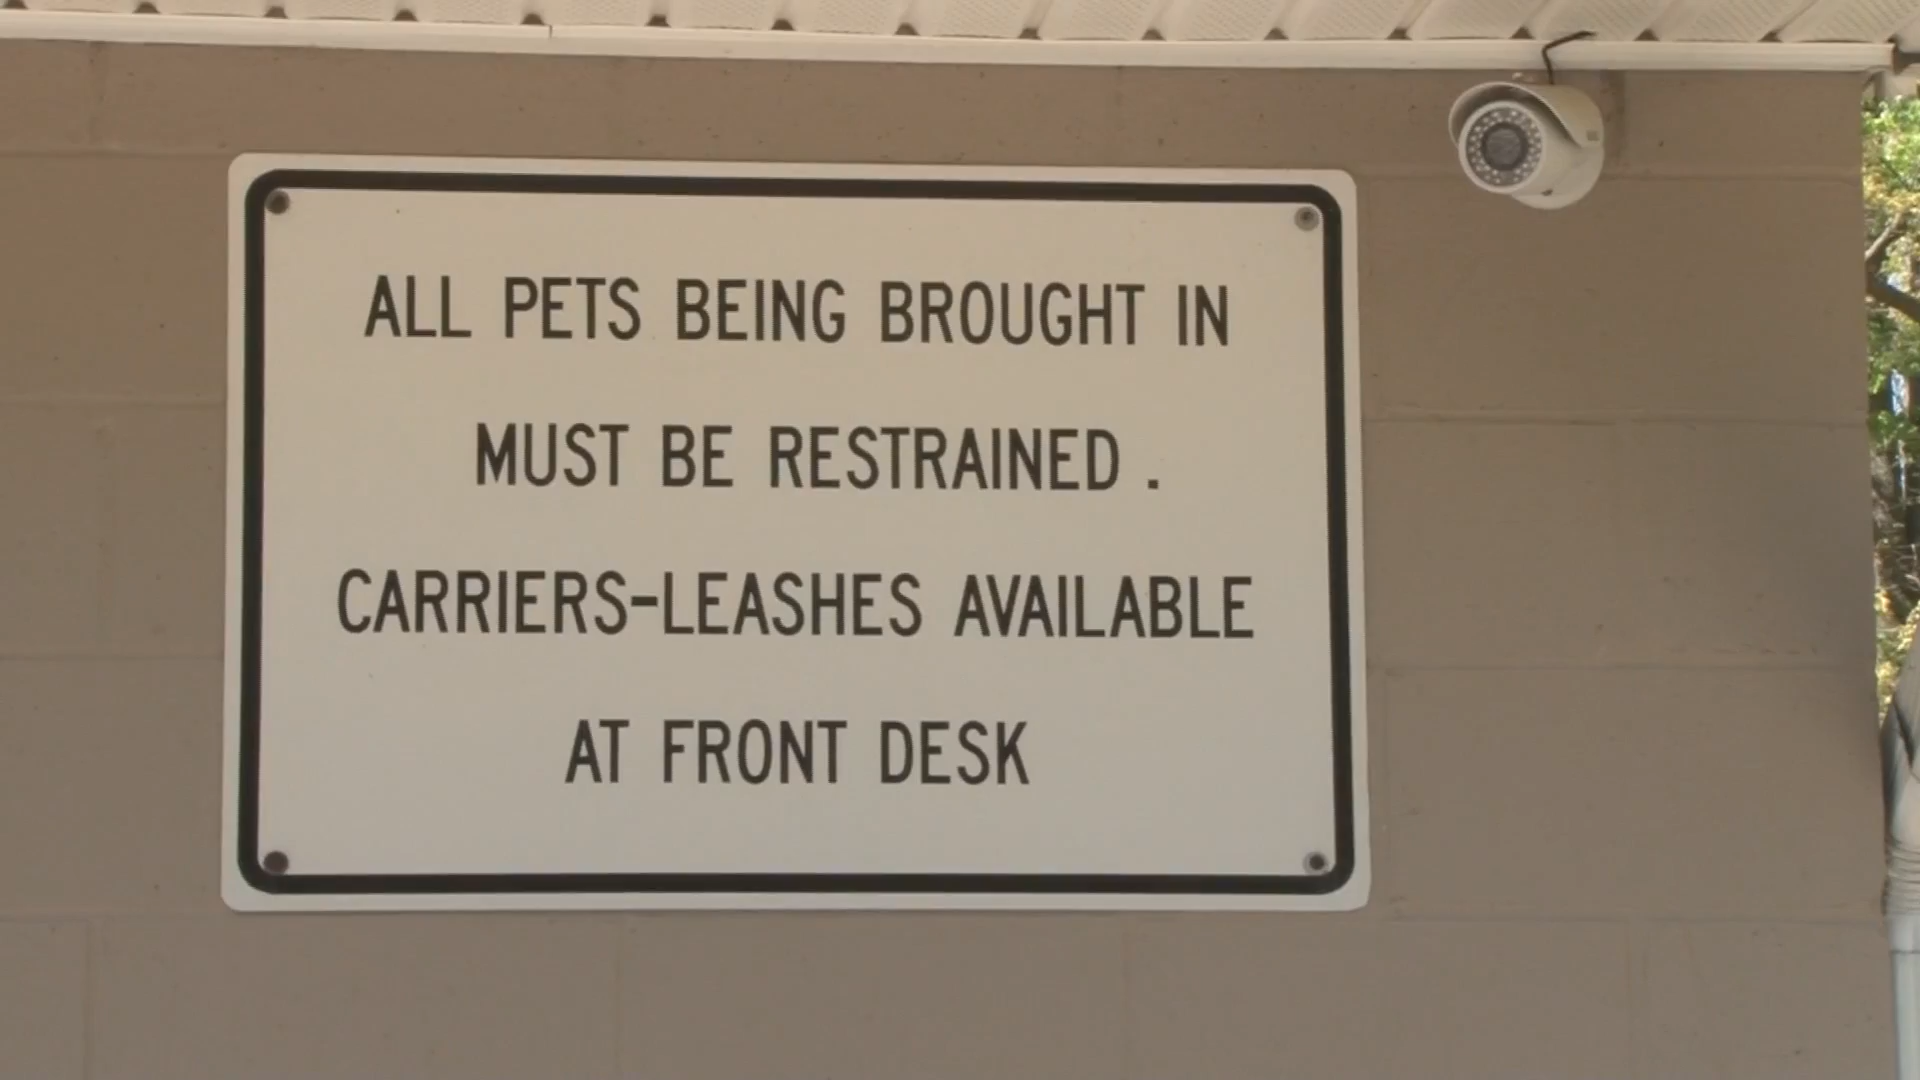 ALL PETS BEING BROUGHT IN
MUST BE RESTRAINED .
CARRIERS-LEASHES AVAILABLE
AT FRONT DESK